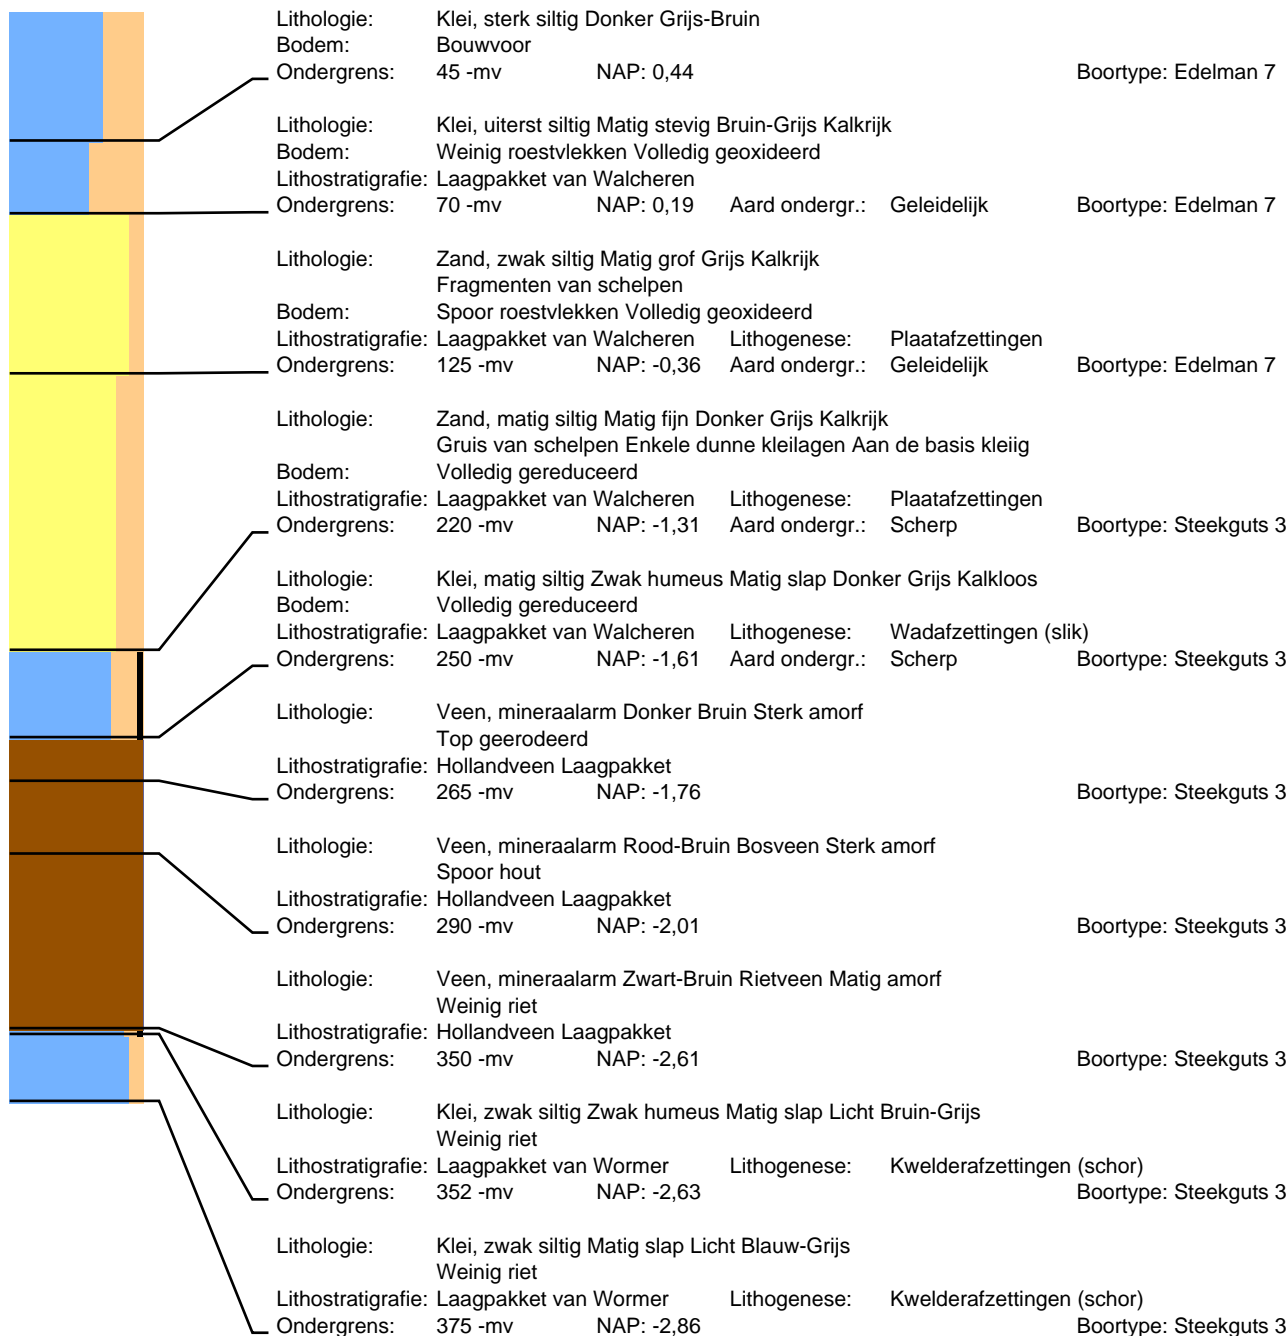 Lithologie: Klei, sterk siltig Donker Grijs-Bruin
Bodem: Bouwvoor
Ondergrens: 45 -mv NAP: 0,44 Boortype: Edelman 7
Lithologie: Klei, uiterst siltig Matig stevig Bruin-Grijs Kalkrijk
Bodem: Weinig roestvlekken Volledig geoxideerd
Lithostratigrafie: Laagpakket van Walcheren
Ondergrens: 70 -mv NAP: 0,19 Aard ondergr.: Geleidelijk Boortype: Edelman 7
Lithologie: Zand, zwak siltig Matig grof Grijs Kalkrijk
Fragmenten van schelpen
Bodem: Spoor roestvlekken Volledig geoxideerd
Lithostratigrafie: Laagpakket van Walcheren Lithogenese: Plaatafzettingen
Ondergrens: 125 -mv NAP: -0,36 Aard ondergr.: Geleidelijk Boortype: Edelman 7
Lithologie: Zand, matig siltig Matig fijn Donker Grijs Kalkrijk
Gruis van schelpen Enkele dunne kleilagen Aan de basis kleiig
Bodem: Volledig gereduceerd
Lithostratigrafie: Laagpakket van Walcheren Lithogenese: Plaatafzettingen
Ondergrens: 220 -mv NAP: -1,31 Aard ondergr.: Scherp Boortype: Steekguts 3
Lithologie: Klei, matig siltig Zwak humeus Matig slap Donker Grijs Kalkloos
Bodem: Volledig gereduceerd
Lithostratigrafie: Laagpakket van Walcheren Lithogenese: Wadafzettingen (slik)
Ondergrens: 250 -mv NAP: -1,61 Aard ondergr.: Scherp Boortype: Steekguts 3
Lithologie: Veen, mineraalarm Donker Bruin Sterk amorf
Top geerodeerd
Lithostratigrafie: Hollandveen Laagpakket
Ondergrens: 265 -mv NAP: -1,76 Boortype: Steekguts 3
Lithologie: Veen, mineraalarm Rood-Bruin Bosveen Sterk amorf
Spoor hout
Lithostratigrafie: Hollandveen Laagpakket
Ondergrens: 290 -mv NAP: -2,01 Boortype: Steekguts 3
Lithologie: Veen, mineraalarm Zwart-Bruin Rietveen Matig amorf
Weinig riet
Lithostratigrafie: Hollandveen Laagpakket
Ondergrens: 350 -mv NAP: -2,61 Boortype: Steekguts 3
Lithologie: Klei, zwak siltig Zwak humeus Matig slap Licht Bruin-Grijs
Weinig riet
Lithostratigrafie: Laagpakket van Wormer Lithogenese: Kwelderafzettingen (schor)
Ondergrens: 352 -mv NAP: -2,63 Boortype: Steekguts 3
Lithologie: Klei, zwak siltig Matig slap Licht Blauw-Grijs
Weinig riet
Lithostratigrafie: Laagpakket van Wormer Lithogenese: Kwelderafzettingen (schor)
Ondergrens: 375 -mv NAP: -2,86 Boortype: Steekguts 3